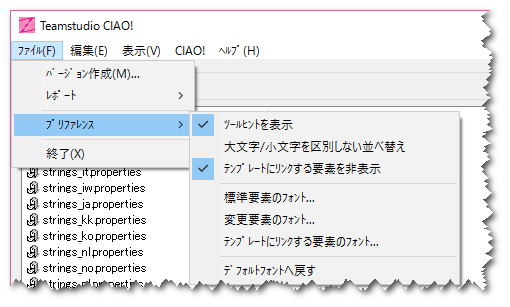 Teamstudio CIAO!
ﾌｧｲﾙ(F) 編集(E) 表示(V) CIAO! ﾍﾙﾌﾟ(H)
ﾊﾞｰｼﾞｮﾝ作成(M)...
ﾚﾎﾟｰﾄ
ﾌﾟﾘﾌｧﾚﾝｽ
終了(X)
ﾂｰﾙﾋﾝﾄを表示
大文字/小文字を区別しない並べ替え
ﾃﾝﾌﾟﾚｰﾄにﾘﾝｸする要素を非表示
標準要素のﾌｫﾝﾄ...
変更要素のﾌｫﾝﾄ...
ﾃﾝﾌﾟﾚｰﾄにﾘﾝｸする要素のﾌｫﾝﾄ...
ﾃﾞﾌｫﾙﾄﾌｫﾝﾄへ戻す
strings_it.properties
strings_iw.properties
strings_ja.properties
strings_kk.properties
strings_ko.properties
strings_nl.properties
strings_no.properties